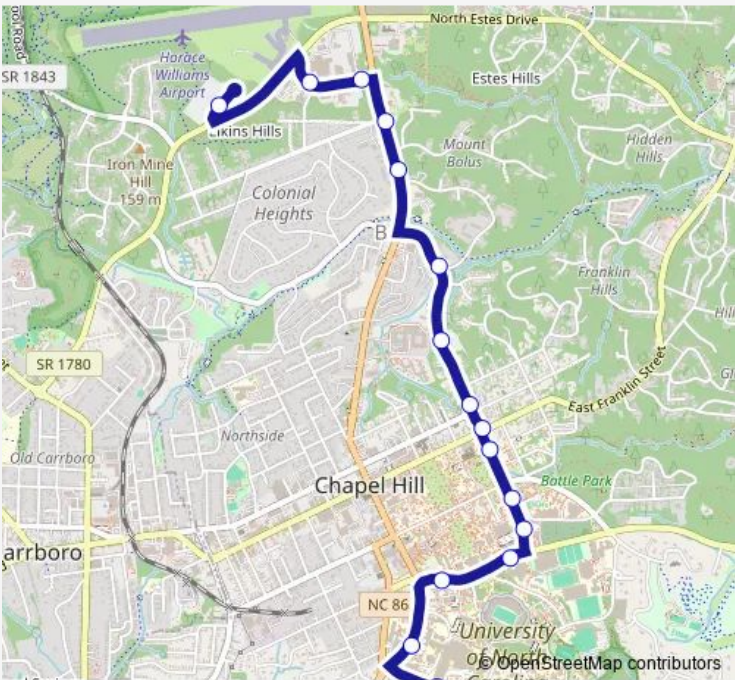 North Estes Drive
Horace
Williams
Airport
SR 1843
Estes Hills
Elkins Hills
Iron Mine
Hill
159 m
Mount
Bolus
Hidden
Hills
Colonial
Heights
B
Franklin
Hills
SR 1780
East Franklin Street
Northside
Old Carrboro
Chapel Hill
Battle Park
arrboro
NC 86
University
of North
© OpenStreetMap contributors